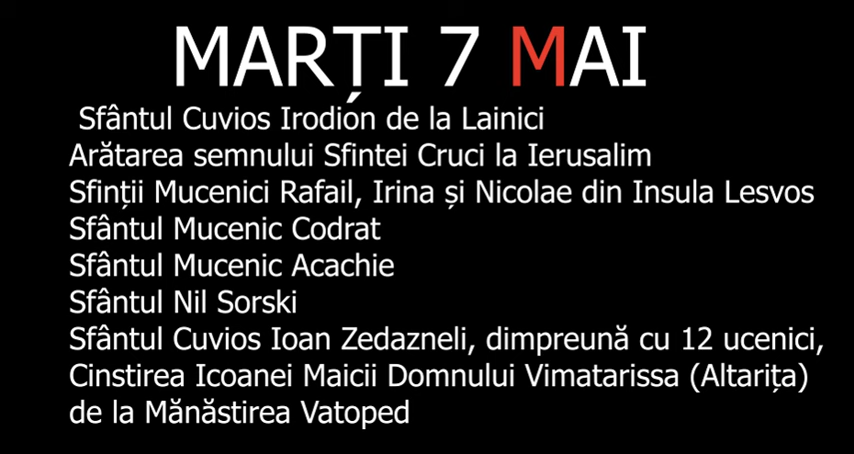 MARȚI 7 MAI
Sfântul Cuvios Irodion de la Lainici
Arătarea semnului Sfintei Cruci la Ierusalim
Sfinții Mucenici Rafail, Irina și Nicolae din Insula Lesvos
Sfântul Mucenic Codrat
Sfântul Mucenic Acachie
Sfântul Nil Sorski
Sfântul Cuvios Ioan Zedazneli, dimpreună cu 12 ucenici,
Cinstirea Icoanei Maicii Domnului Vimatarissa (Altarița)
de la Mănăstirea Vatoped